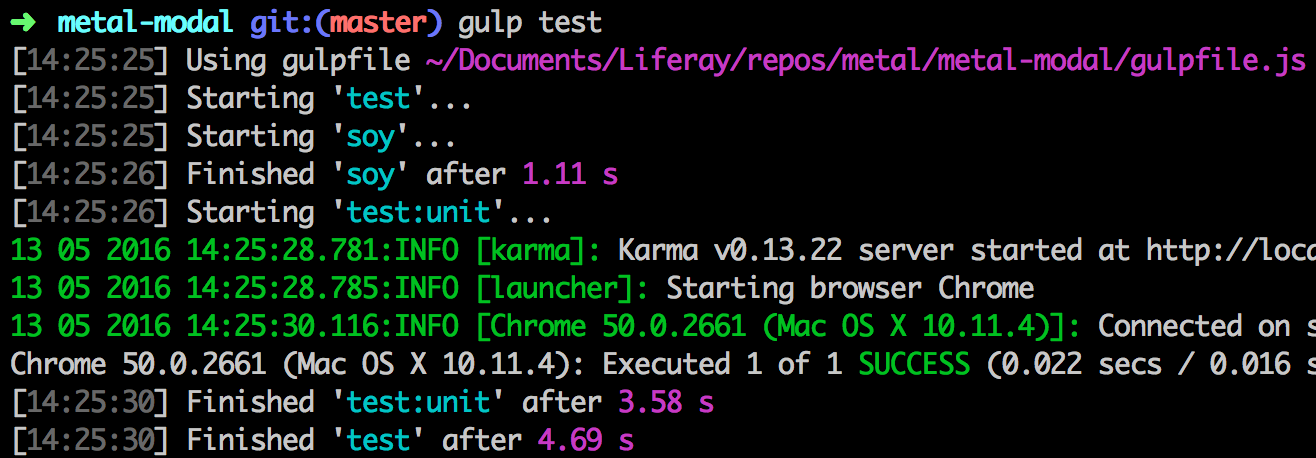 ➜ metal-modal git:(master) gulp test
[14:25:25] Using gulpfile ~/Documents/Liferay/repos/metal/metal-modal/gulpfile.js
[14:25:25] Starting 'test'...
[14:25:25] Starting 'soy'...
[14:25:26] Finished 'soy' after 1.11 s
[14:25:26] Starting 'test:unit'...
13 05 2016 14:25:28.781:INFO [karma]: Karma v0.13.22 server started at http://loca
13 05 2016 14:25:28.785:INFO [launcher]: Starting browser Chrome
13 05 2016 14:25:30.116:INFO [Chrome 50.0.2661 (Mac OS X 10.11.4)]: Connected on s
Chrome 50.0.2661 (Mac OS X 10.11.4): Executed 1 of 1 SUCCESS (0.022 secs / 0.016 s
[14:25:30] Finished 'test:unit' after 3.58 s
[14:25:30] Finished 'test' after 4.69 s